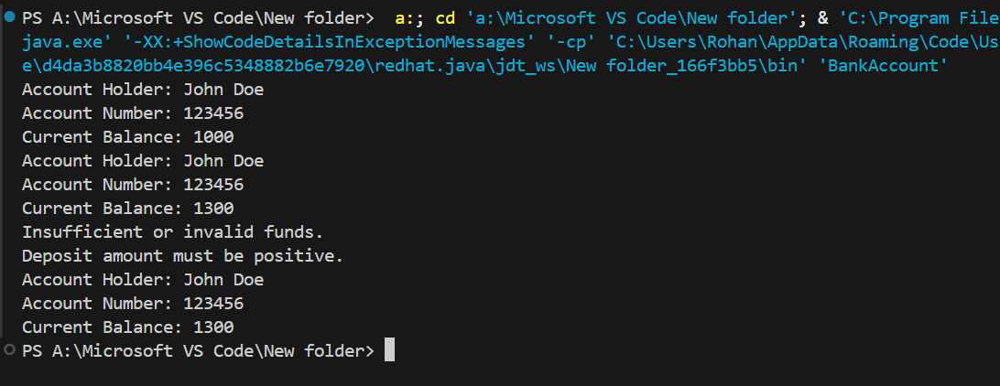 PS A:\Microsoft VS Code\New folder>  a:; cd 'a:\Microsoft VS Code\New folder'; & 'C:\Program File
java.exe' '-XX:+ShowCodeDetailsInExceptionMessages' '-cp' 'C:\Users\Rohan\AppData\Roaming\Code\Us
e\d4da3b8820bb4e396c5348882b6e7920\redhat.java\jdt_ws\New folder_166f3bb5\bin' 'BankAccount'
Account Holder: John Doe
Account Number: 123456
Current Balance: 1000
Account Holder: John Doe
Account Number: 123456
Current Balance: 1300
Insufficient or invalid funds.
Deposit amount must be positive.
Account Holder: John Doe
Account Number: 123456
Current Balance: 1300
PS A:\Microsoft VS Code\New folder>